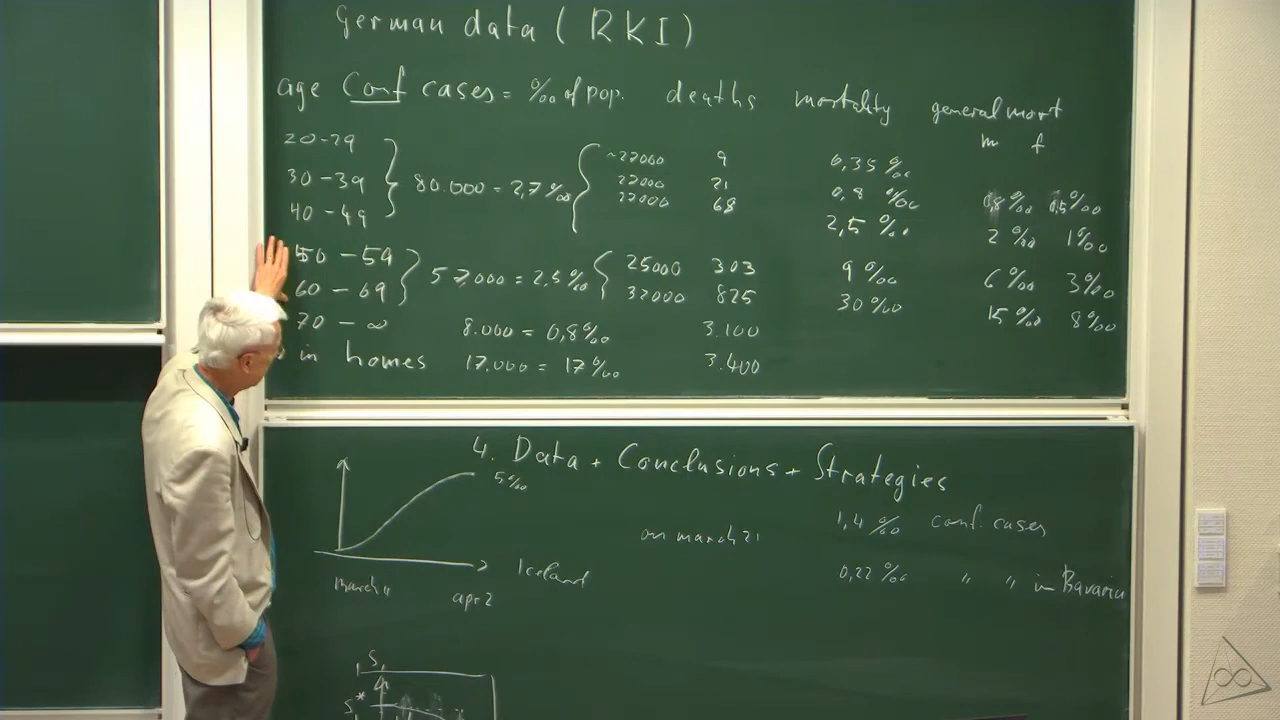 German data (RKI)
age Conf cases = ‰ of pop. deaths mortality general mort
m f
20-29 ~27000 9 0,35 ‰
30-39 80.000 = 2,7 ‰ 22000 21 0,8 ‰ 0,8 ‰ 0,5 ‰
40-49 22000 68 2,5 ‰ 2 ‰ 1 ‰
50-59 25000 303 9 ‰ 6 ‰ 3 ‰
60-69 57,000 = 2,5 ‰ 32000 825 30 ‰ 15 ‰ 8 ‰
70-∞ 8.000 = 0,8 ‰ 3.100
in homes 17.000 = 17 ‰ 3.400
4. Data + Conclusions + Strategies
5 ‰
on march 21 1,4 ‰ conf. cases
Iceland 0,22 ‰ " " in Bavaria
march apr 2
S,
S*